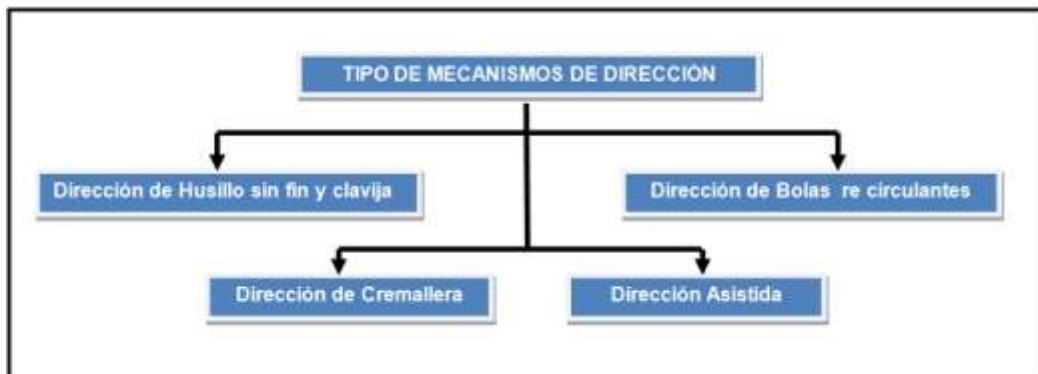 TIPO DE MECANISMOS DE DIRECCIÓN
Dirección de Husillo sin fin y clavija
Dirección de Bolas re circulantes
Dirección de Cremallera
Dirección Asistida